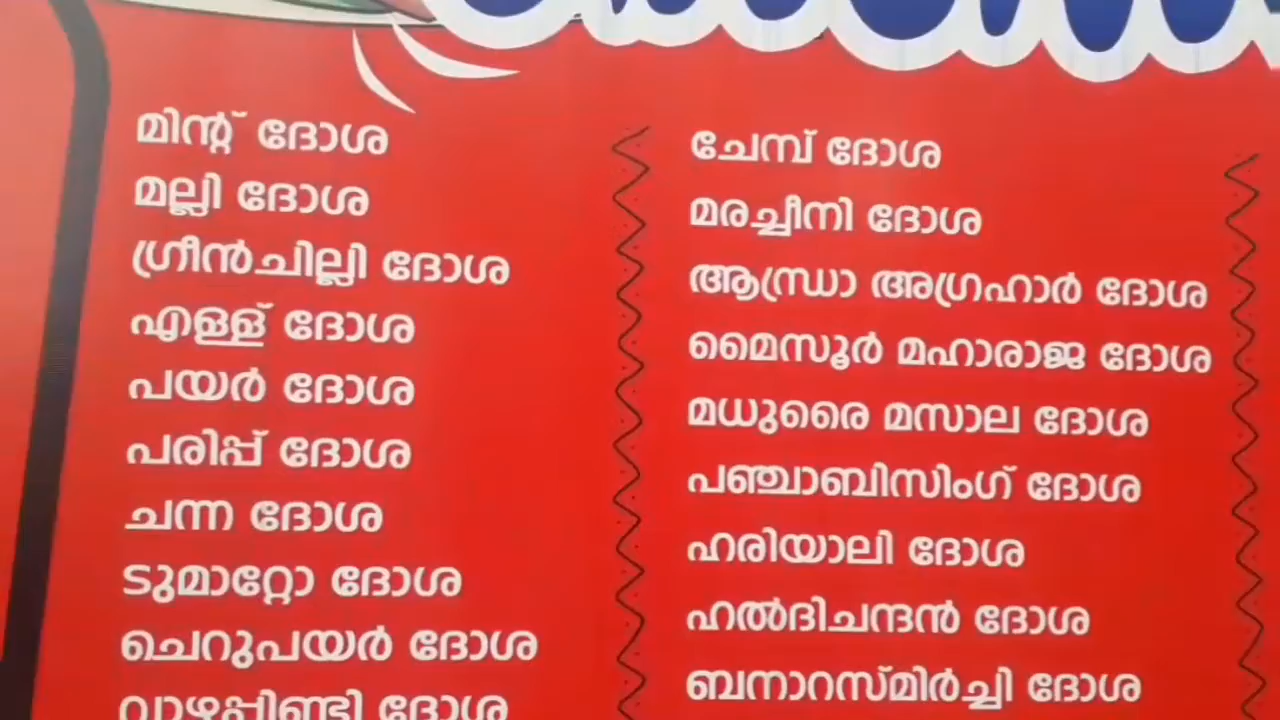 മിന്റ് ദോശ
മല്ലി ദോശ
ഗ്രീൻചില്ലി ദോശ
എള്ള് ദോശ
പയർ ദോശ
പരിപ്പ് ദോശ
ചന്ന ദോശ
ടുമാറ്റോ ദോശ
ചെറുപയർ ദോശ
വാഴപ്പിണ്ടി ദോശ
ചേമ്പ് ദോശ
മരച്ചീനി ദോശ
ആന്ധ്രാ അഗ്രഹാർ ദോശ
മൈസൂർ മഹാരാജ ദോശ
മധുരൈ മസാല ദോശ
പഞ്ചാബിസിംഗ് ദോശ
ഹരിയാലി ദോശ
ഹൽദിചന്ദൻ ദോശ
ബനാറസ്മിർച്ചി ദോശ